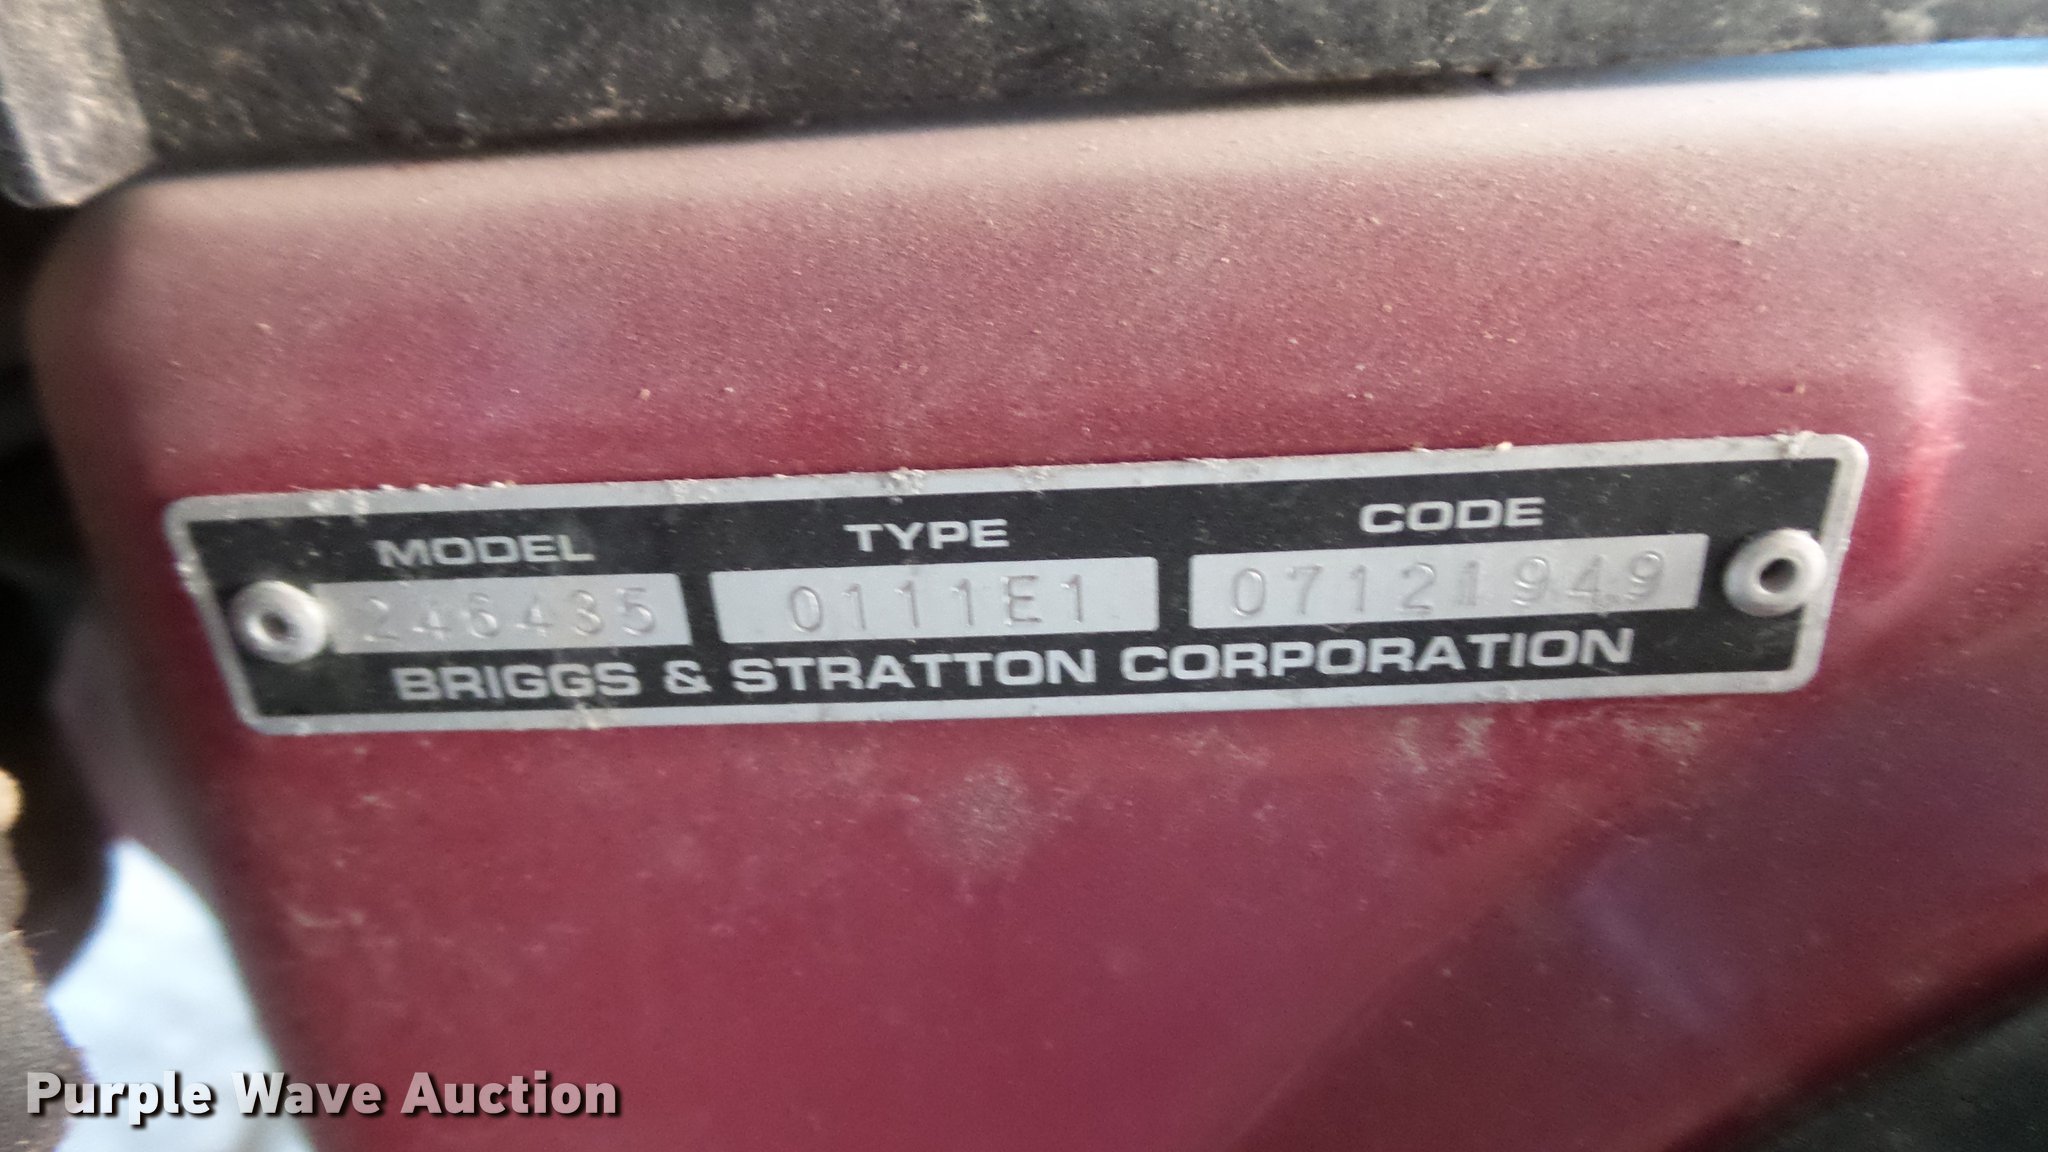 MODEL TYPE CODE
246435 0111E1 07121949
BRIGGS & STRATTON CORPORATION
Purple Wave Auction